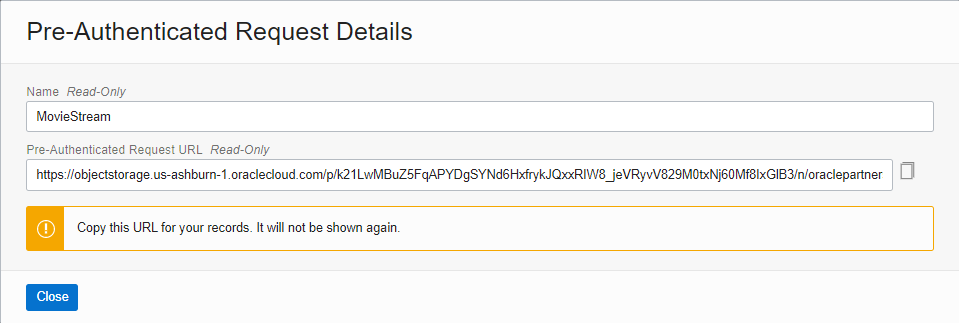 Pre-Authenticated Request Details
Name Read-Only
MovieStream
Pre-Authenticated Request URL Read-Only
https://objectstorage.us-ashburn-1.oraclecloud.com/p/k21LwMBuZ5FqAPYDgSYNd6HxfrykJQxxRIW8_jeVRyvV829M0txNj60Mf8IxGIB3/n/oraclepartner
Copy this URL for your records. It will not be shown again.
Close